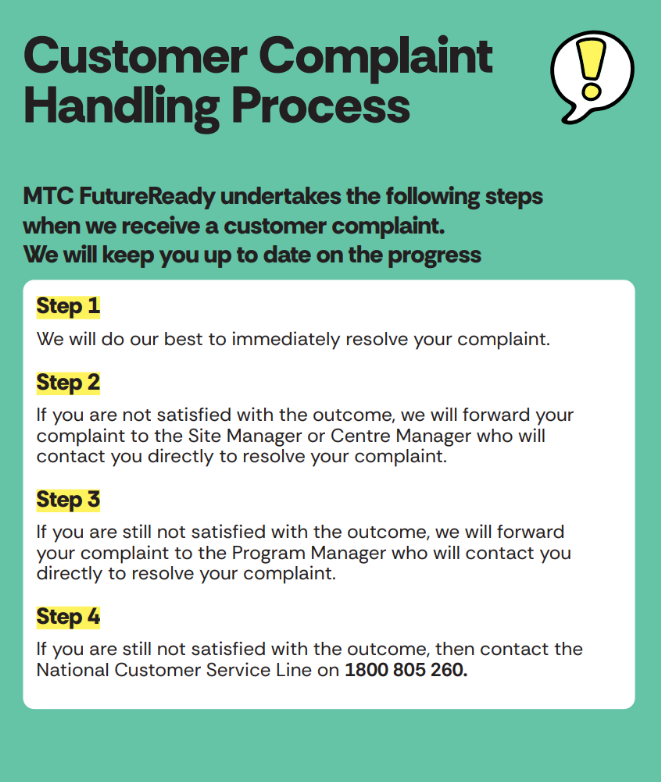 Customer Complaint
Handling Process
MTC FutureReady undertakes the following steps
when we receive a customer complaint.
We will keep you up to date on the progress
Step 1
We will do our best to immediately resolve your complaint.
Step 2
If you are not satisfied with the outcome, we will forward your
complaint to the Site Manager or Centre Manager who will
contact you directly to resolve your complaint.
Step 3
If you are still not satisfied with the outcome, we will forward
your complaint to the Program Manager who will contact you
directly to resolve your complaint.
Step 4
If you are still not satisfied with the outcome, then contact the
National Customer Service Line on 1800 805 260.